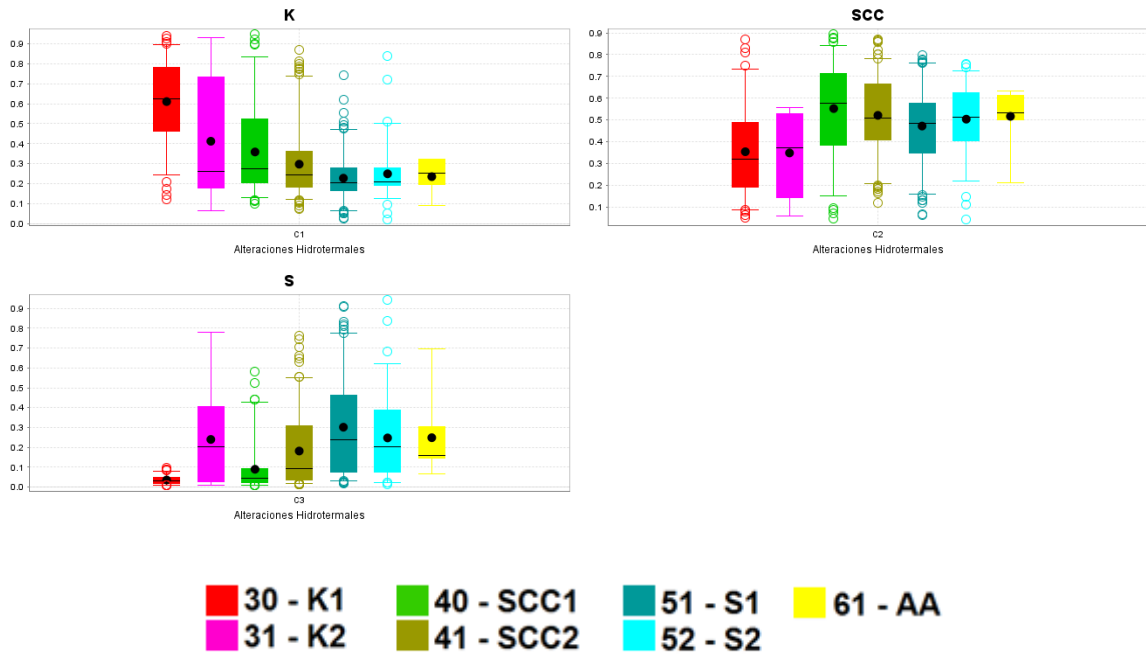 K
0.9
0.8
0.7
0.6
0.5
0.4
0.3
0.2
0.1
0.0
C1
Alteraciones Hidrotermales
SCC
0.9
0.8
0.7
0.6
0.5
0.4
0.3
0.2
0.1
C2
Alteraciones Hidrotermales
S
0.9
0.8
0.7
0.6
0.5
0.4
0.3
0.2
0.1
0.0
C3
Alteraciones Hidrotermales
30 - K1
40 - SCC1
51 - S1
61 - AA
31 - K2
41 - SCC2
52 - S2